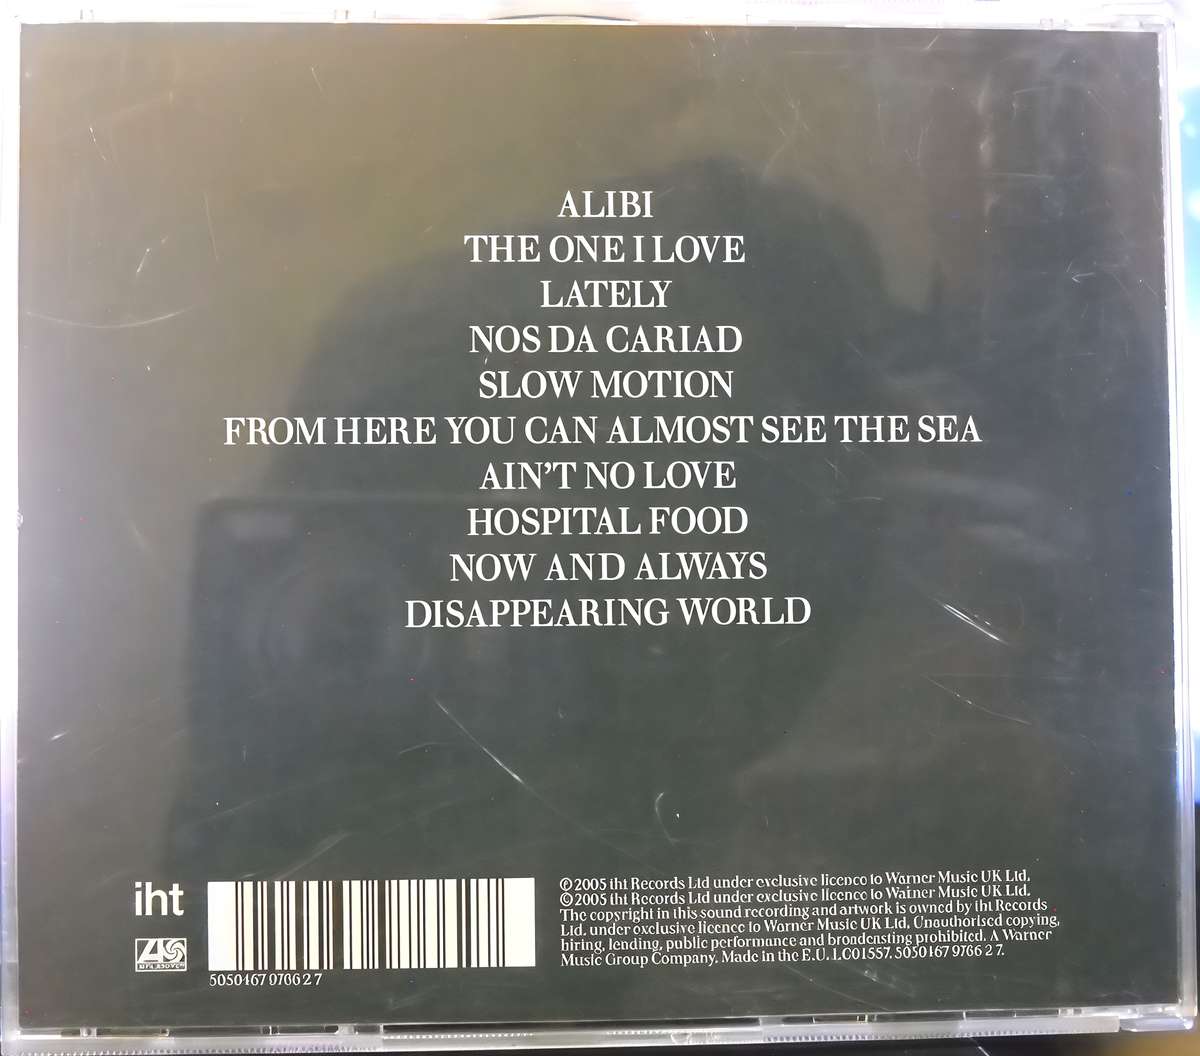 ALIBI
THE ONE I LOVE
LATELY
NOS DA CARIAD
SLOW MOTION
FROM HERE YOU CAN ALMOST SEE THE SEA
AIN'T NO LOVE
HOSPITAL FOOD
NOW AND ALWAYS
DISAPPEARING WORLD
iht
℗ 2005 iht Records Ltd under exclusive licence to Warner Music UK Ltd.
© 2005 iht Records Ltd under exclusive licence to Warner Music UK Ltd.
The copyright in this sound recording and artwork is owned by iht Records
Ltd. under exclusive licence to Warner Music UK Ltd. Unauthorised copying,
hiring, lending, public performance and broadcasting prohibited. A Warner
Music Group Company. Made in the E.U. LC01557. 5050467 9766 2 7.
5050467 9766 2 7